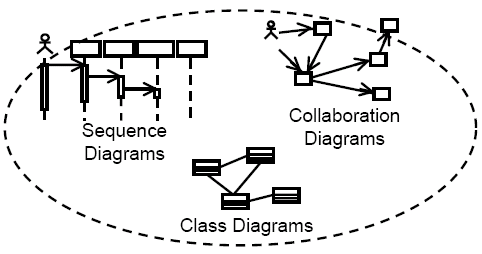 Sequence
Diagrams
Collaboration
Diagrams
Class Diagrams